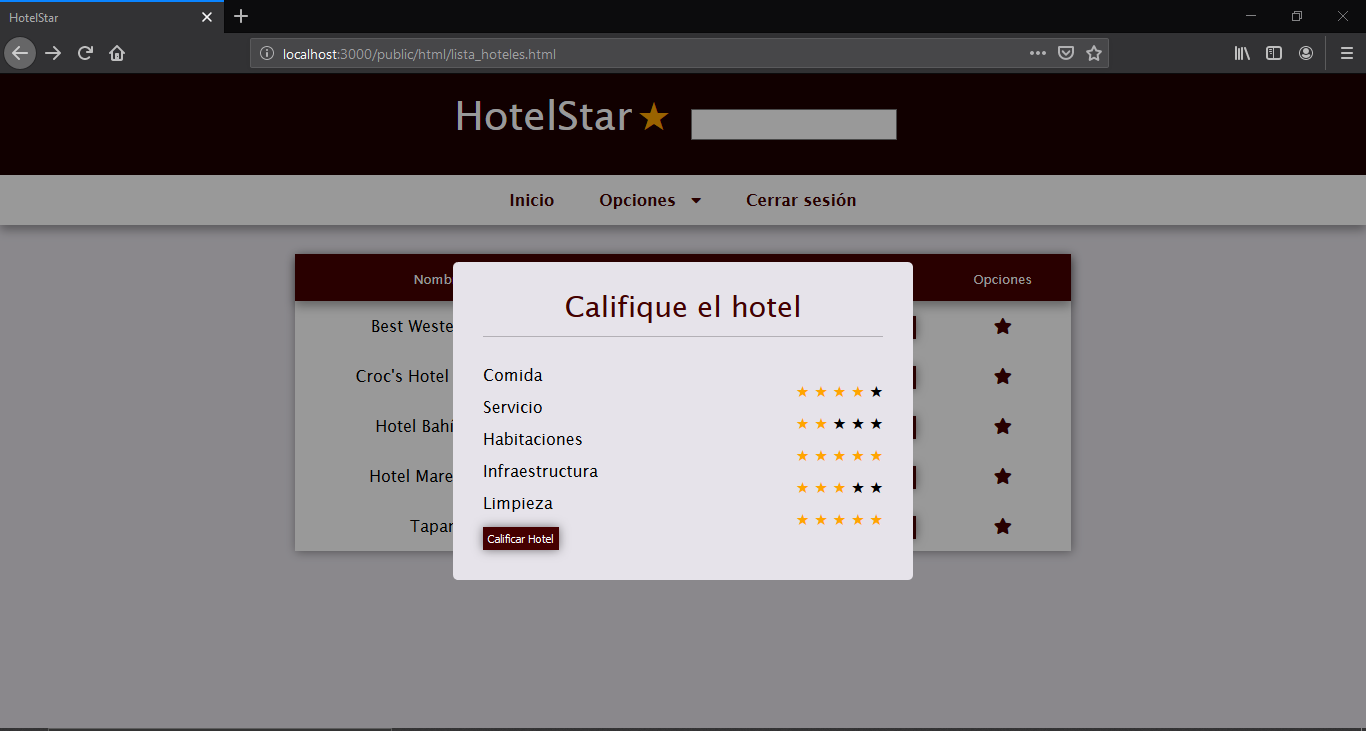 HotelStar
localhost:3000/public/html/lista_hoteles.html
HotelStar
Inicio Opciones Cerrar sesión
Nomb Opciones
Califique el hotel
Best Weste
Croc's Hotel
Hotel Bahí
Hotel Mare
Tapar
Comida
Servicio
Habitaciones
Infraestructura
Limpieza
Calificar Hotel